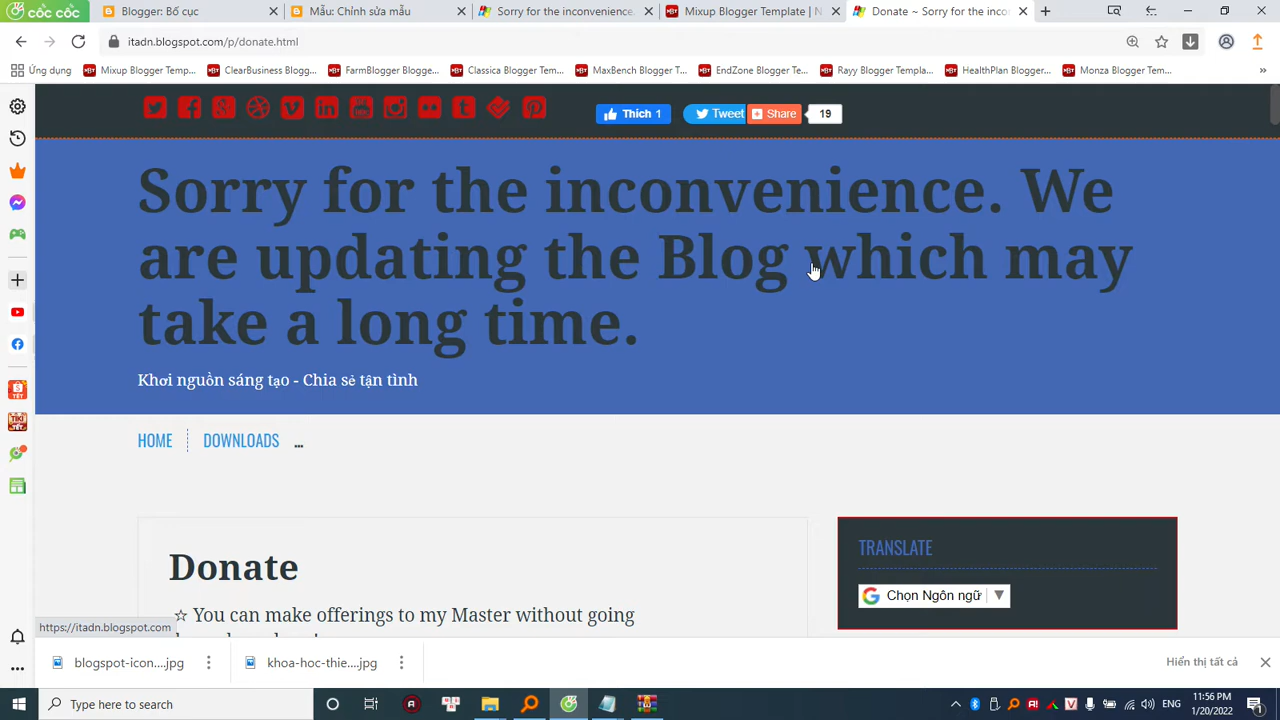 cốc cốc
Blogger: Bố cục
Mẫu: Chỉnh sửa mẫu
Sorry for the inconvenience.
Mixup Blogger Template | N
Donate ~ Sorry for the inco
itadn.blogspot.com/p/donate.html
Ứng dụng
Mixup Blogger Temp...
ClearBusiness Blogg...
FarmBlogger Blogge...
Classica Blogger Tem...
MaxBench Blogger T...
EndZone Blogger Te...
Rayy Blogger Templa...
HealthPlan Blogger...
Monza Blogger Tem...
Thích 1
Tweet
Share
19
Sorry for the inconvenience. We
are updating the Blog which may
take a long time.
Khơi nguồn sáng tạo - Chia sẻ tận tình
HOME
DOWNLOADS
...
Donate
TRANSLATE
Chọn Ngôn ngữ
☆ You can make offerings to my Master without going
https://itadn.blogspot.com
blogspot-icon....jpg
khoa-hoc-thie....jpg
Hiển thị tất cả
Type here to search
ENG
11:56 PM
1/20/2022